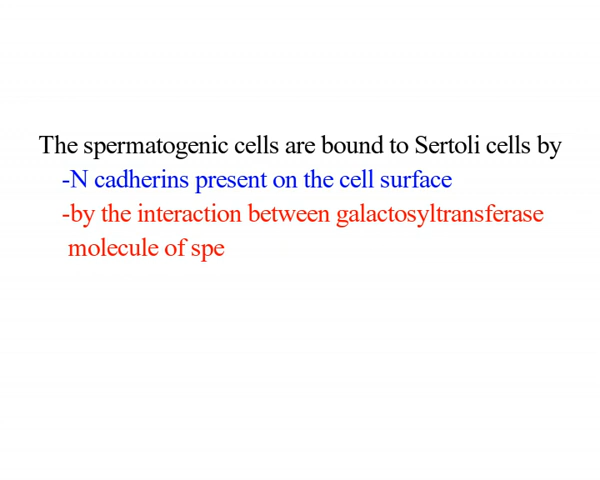 The spermatogenic cells are bound to Sertoli cells by
-N cadherins present on the cell surface
-by the interaction between galactosyltransferase
molecule of spe